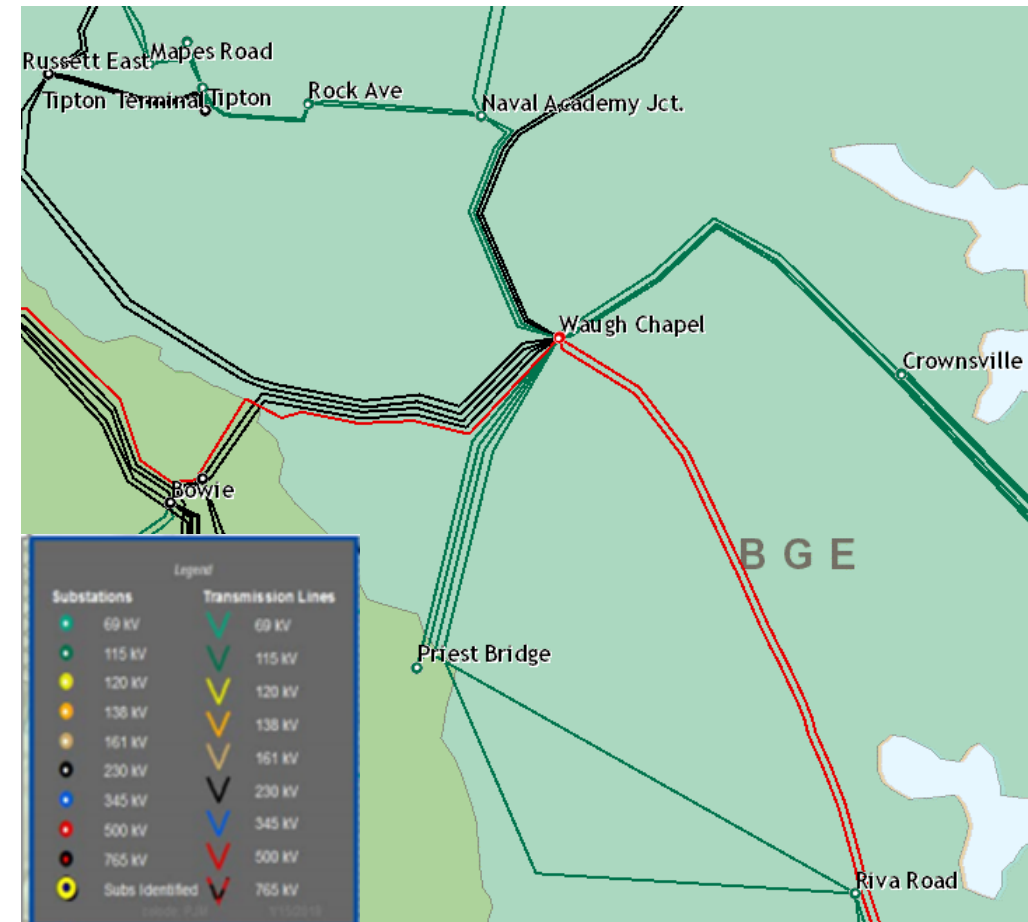 Mapes Road
Russett East
Tipton Terminal Tipton
Rock Ave
Naval Academy Jct.
Waugh Chapel
Crownsville
Bowie
BGE
Priest Bridge
Riva Road
Legend
Substations
69 kV
115 kV
120 kV
138 kV
161 kV
230 kV
345 kV
500 kV
765 kV
Subs Identified
Transmission Lines
69 kV
115 kV
120 kV
138 kV
161 kV
230 kV
345 kV
500 kV
765 kV